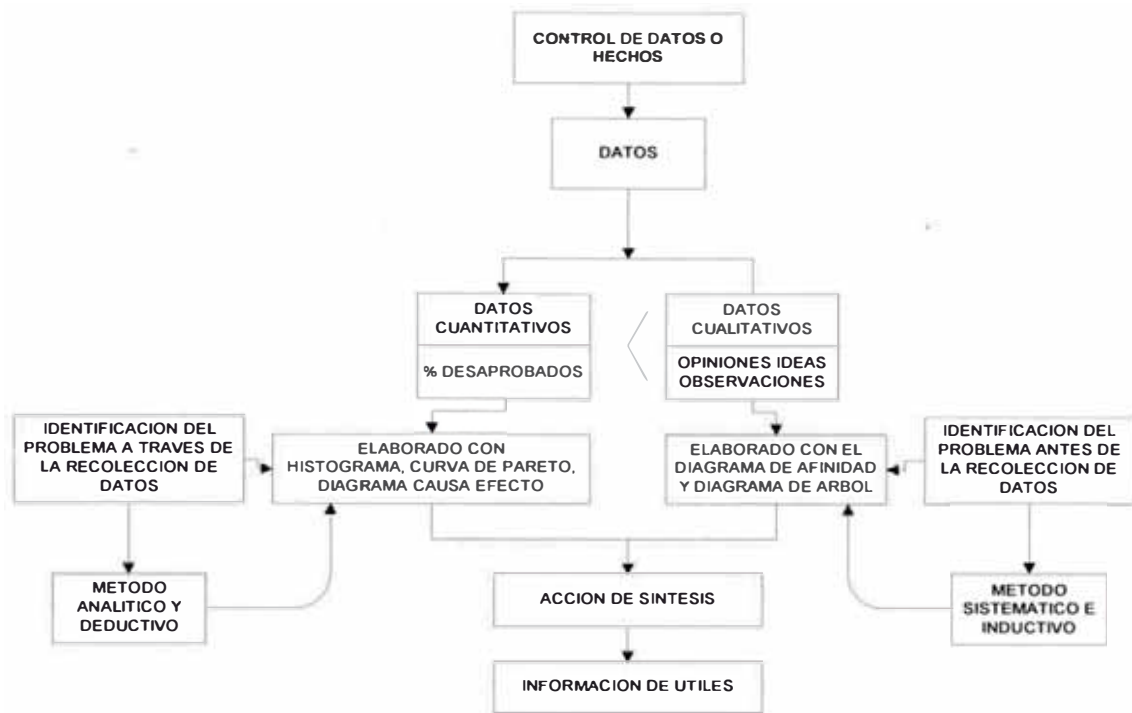 CONTROL DE DATOS O
HECHOS
DATOS
DATOS
CUANTITATIVOS
% DESAPROBADOS
DATOS
CUALITATIVOS
OPINIONES IDEAS
OBSERVACIONES
IDENTIFICACION DEL
PROBLEMA A TRAVES DE
LA RECOLECCION DE
DATOS
ELABORADO CON
HISTOGRAMA, CURVA DE PARETO,
DIAGRAMA CAUSA EFECTO
ELABORADO CON EL
DIAGRAMA DE AFINIDAD
Y DIAGRAMA DE ARBOL
IDENTIFICACION DEL
PROBLEMA ANTES DE
LA RECOLECCION DE
DATOS
METODO
ANALITICO Y
DEDUCTIVO
ACCION DE SINTESIS
METODO
SISTEMATICO E
INDUCTIVO
INFORMACION DE UTILES